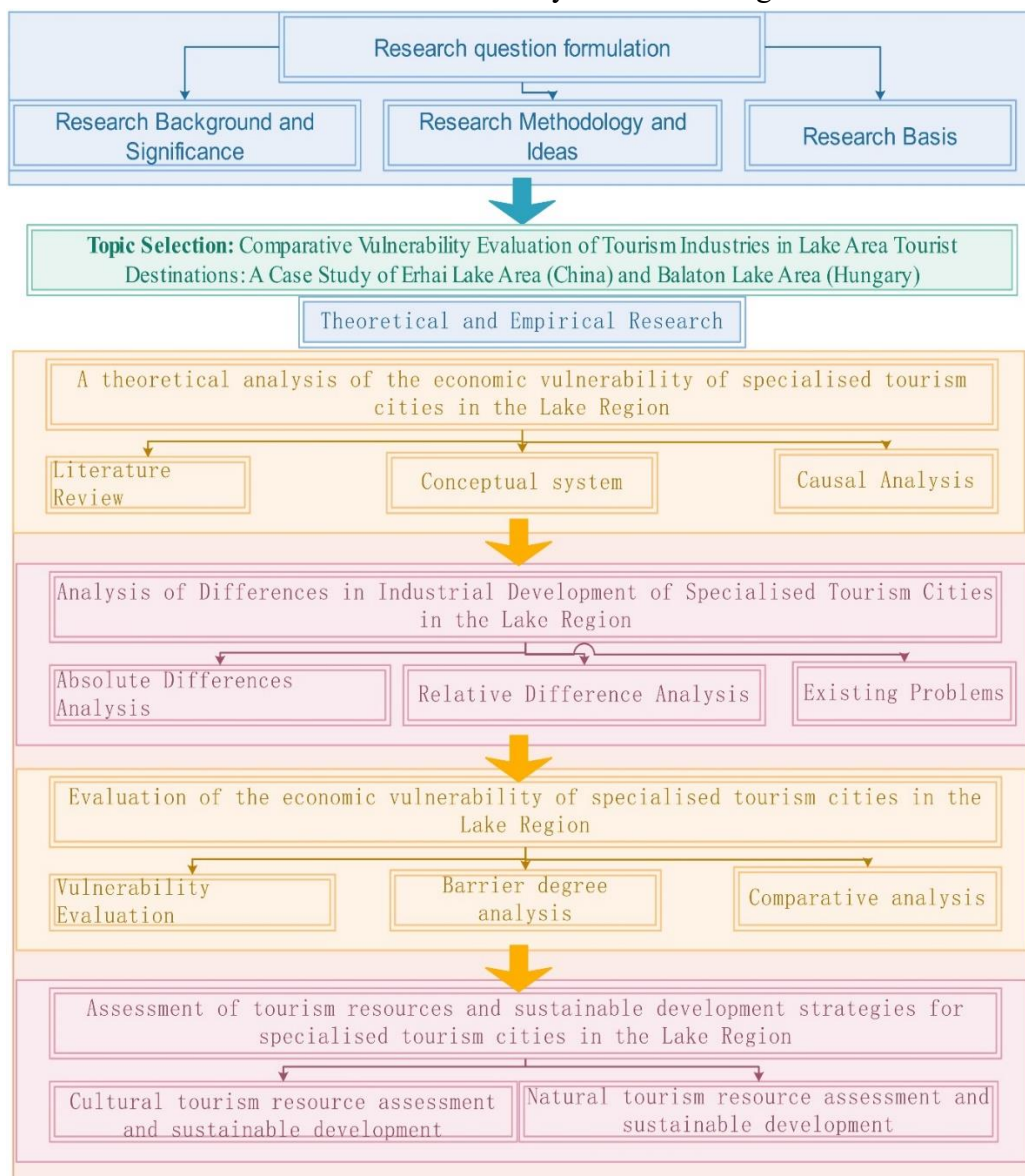 Research question formulation
Research Background and
Significance
Research Methodology and
Ideas
Research Basis
Topic Selection: Comparative Vulnerability Evaluation of Tourism Industries in Lake Area Tourist
Destinations: A Case Study of Erhai Lake Area (China) and Balaton Lake Area (Hungary)
Theoretical and Empirical Research
A theoretical analysis of the economic vulnerability of specialised tourism
cities in the Lake Region
Literature
Review
Conceptual system
Causal Analysis
Analysis of Differences in Industrial Development of Specialised Tourism Cities
in the Lake Region
Absolute Differences
Analysis
Relative Difference Analysis
Existing Problems
Evaluation of the economic vulnerability of specialised tourism cities in the
Lake Region
Vulnerability
Evaluation
Barrier degree
analysis
Comparative analysis
Assessment of tourism resources and sustainable development strategies for
specialised tourism cities in the Lake Region
Cultural tourism resource assessment
and sustainable development
Natural tourism resource assessment and
sustainable development